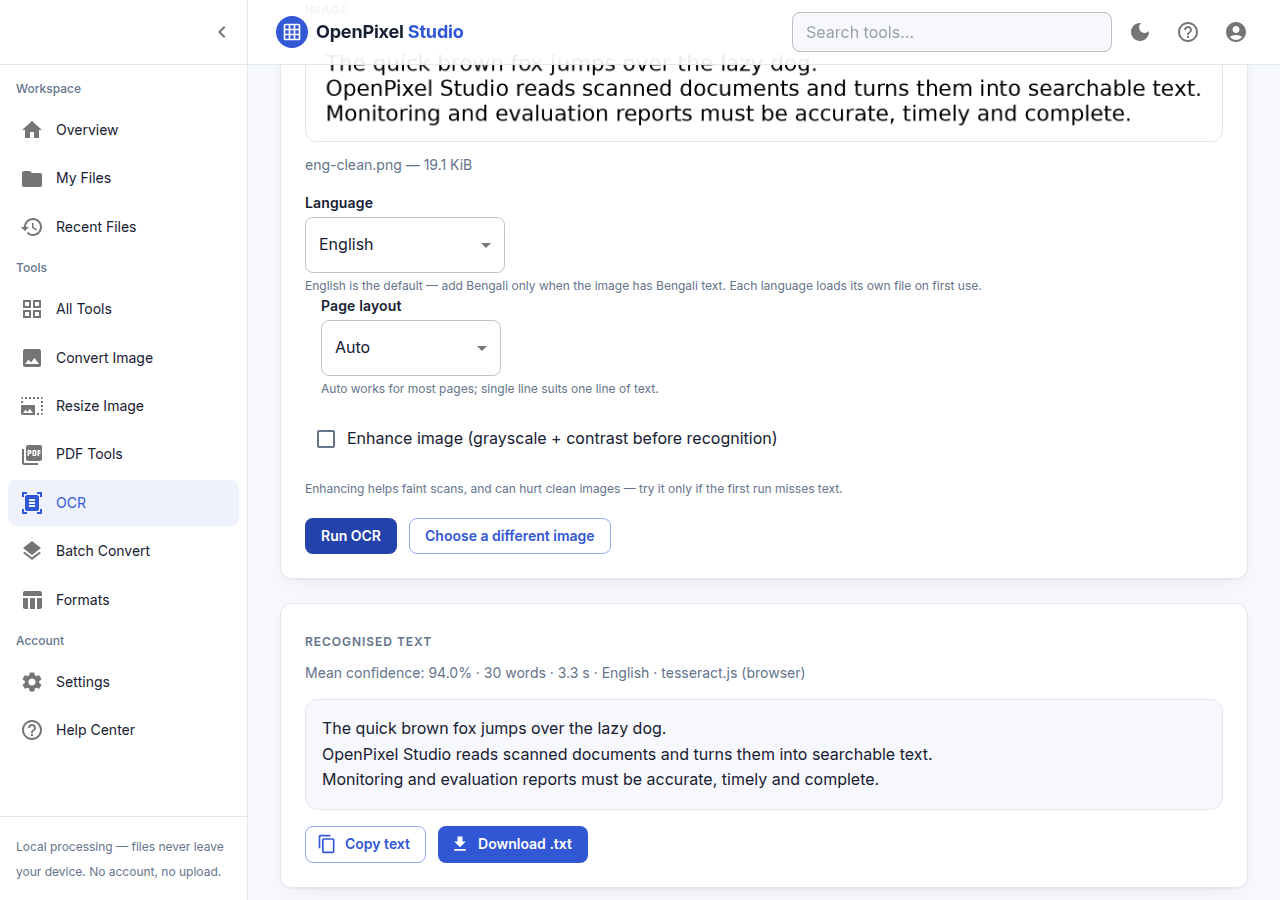 IMAGE
OpenPixel Studio
Search tools...
Workspace
Overview
My Files
Recent Files
Tools
All Tools
Convert Image
Resize Image
PDF Tools
OCR
Batch Convert
Formats
Account
Settings
Help Center
Local processing — files never leave
your device. No account, no upload.
The quick brown fox jumps over the lazy dog.
OpenPixel Studio reads scanned documents and turns them into searchable text.
Monitoring and evaluation reports must be accurate, timely and complete.
eng-clean.png — 19.1 KiB
Language
English
English is the default — add Bengali only when the image has Bengali text. Each language loads its own file on first use.
Page layout
Auto
Auto works for most pages; single line suits one line of text.
Enhance image (grayscale + contrast before recognition)
Enhancing helps faint scans, and can hurt clean images — try it only if the first run misses text.
Run OCR
Choose a different image
RECOGNISED TEXT
Mean confidence: 94.0% · 30 words · 3.3 s · English · tesseract.js (browser)
The quick brown fox jumps over the lazy dog.
OpenPixel Studio reads scanned documents and turns them into searchable text.
Monitoring and evaluation reports must be accurate, timely and complete.
Copy text
Download .txt